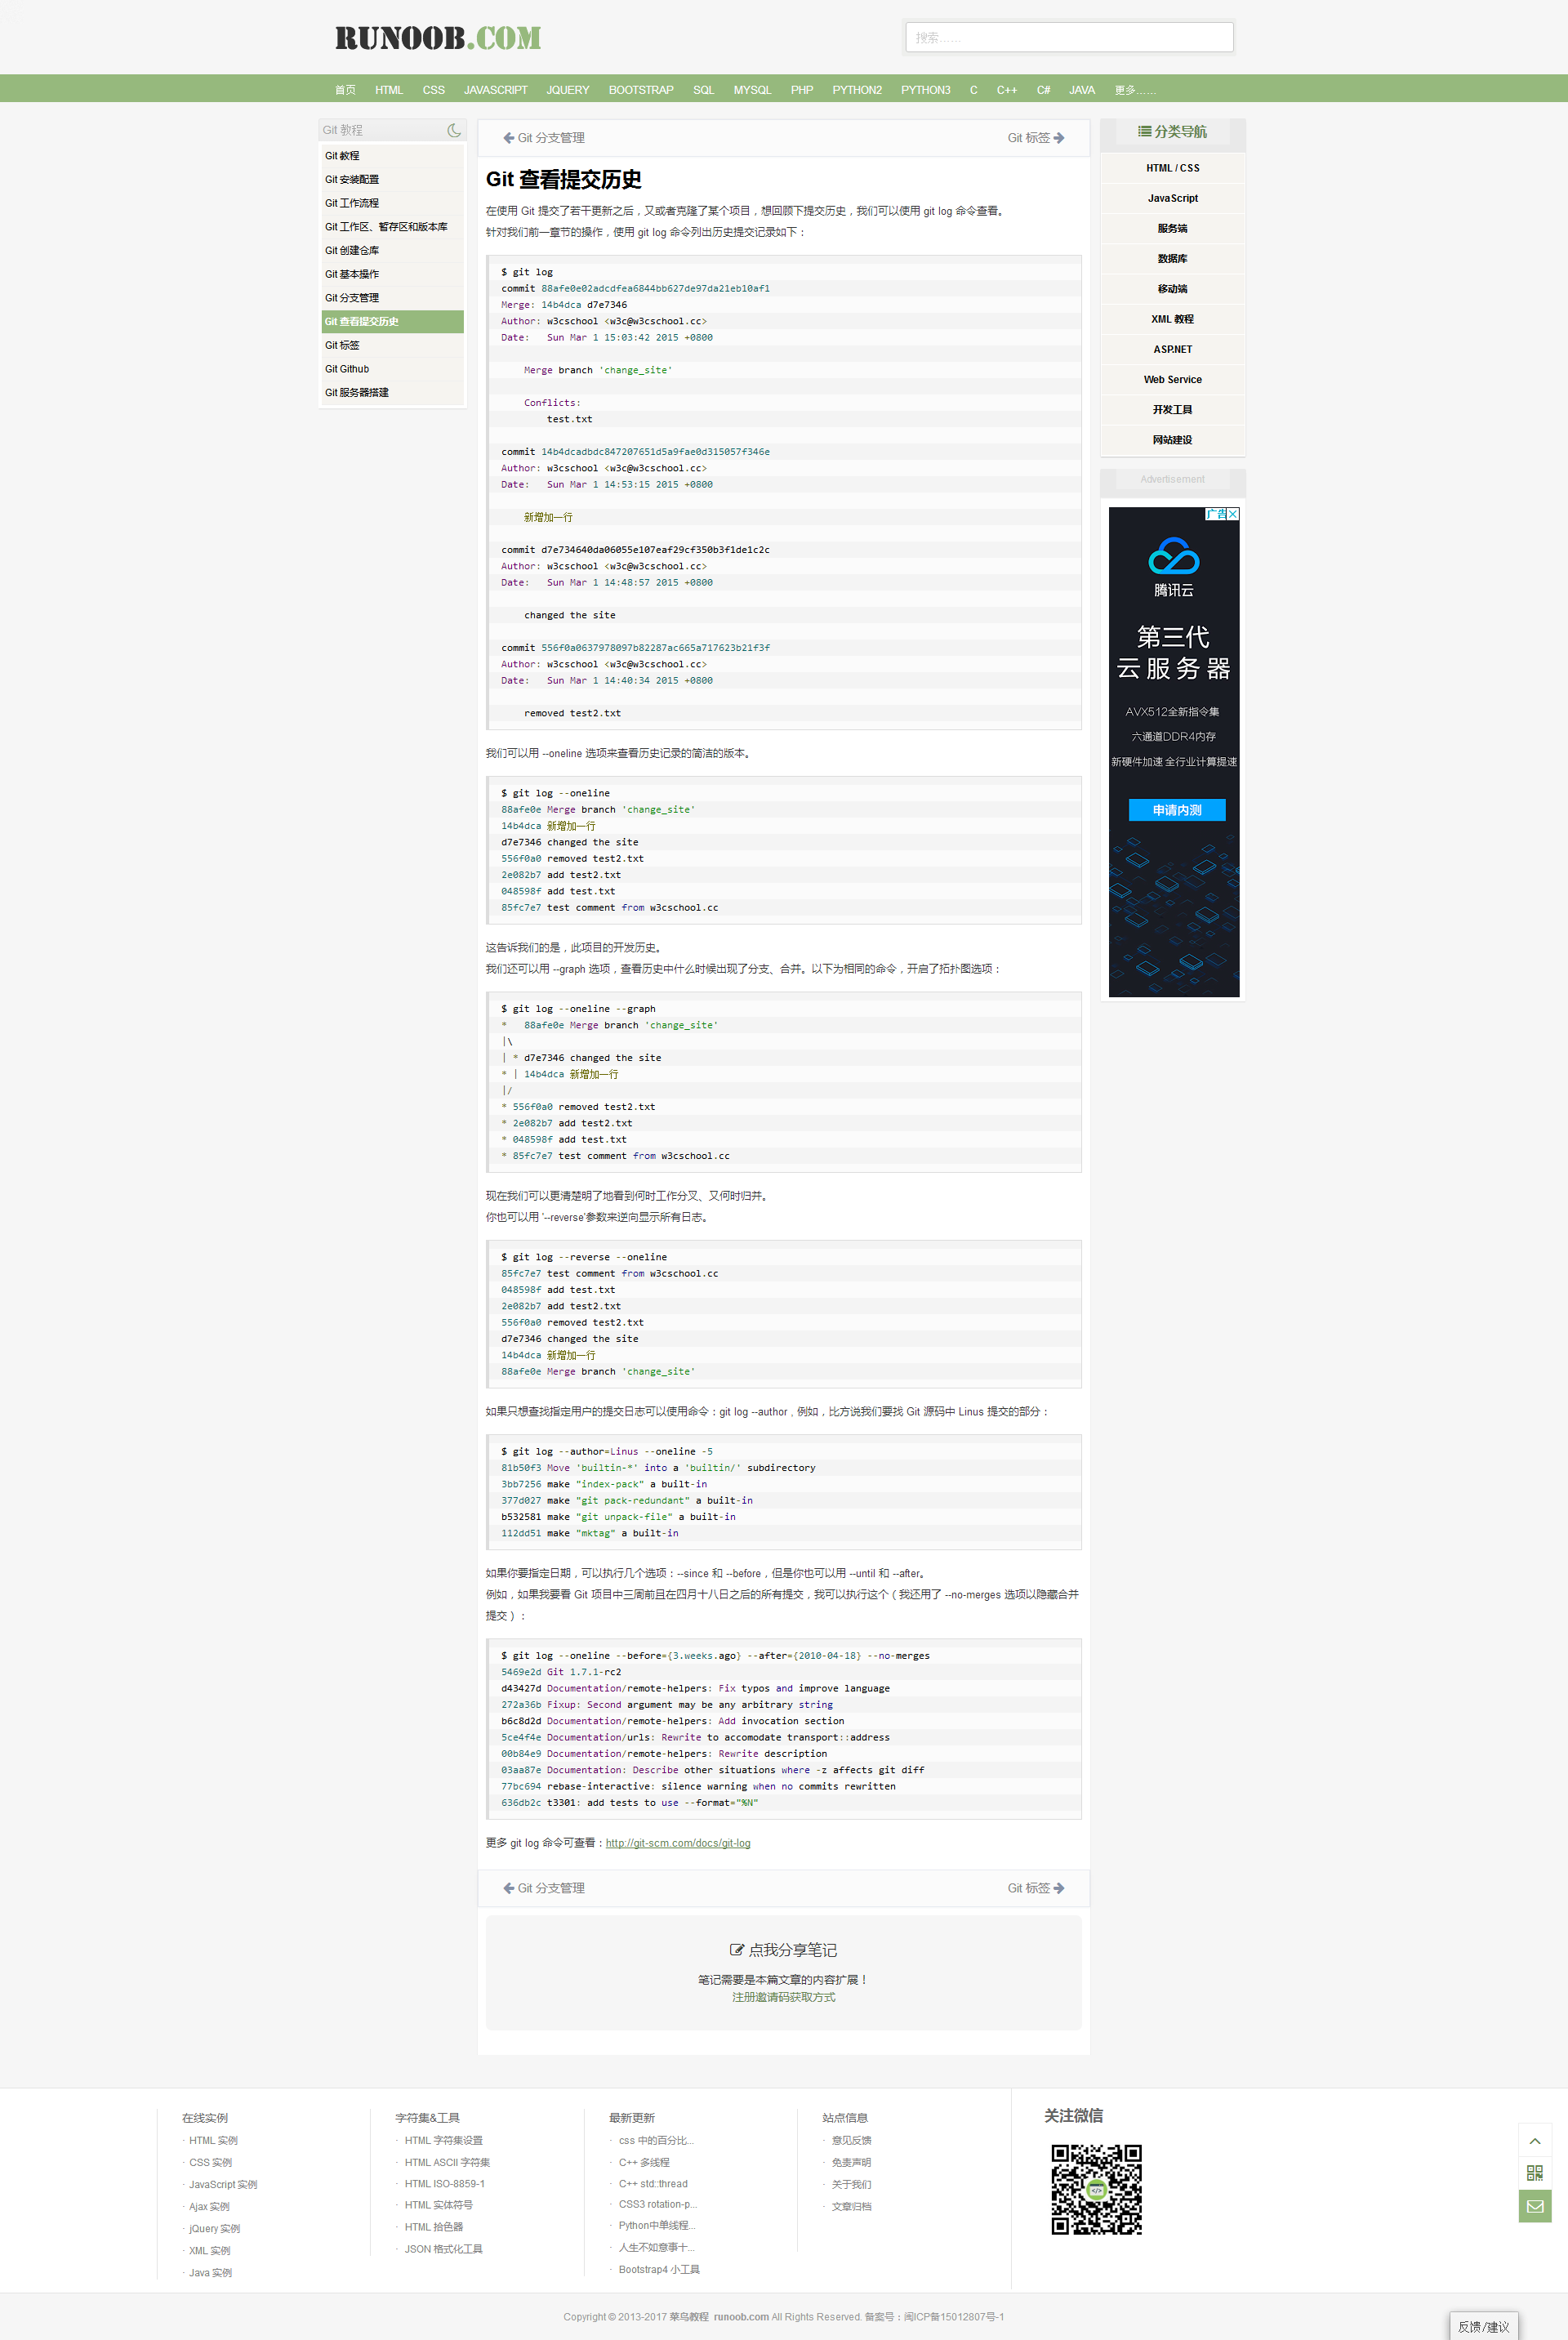 RUNOOB.COM
搜索……
首页 HTML CSS JAVASCRIPT JQUERY BOOTSTRAP SQL MYSQL PHP PYTHON2 PYTHON3 C C++ C# JAVA 更多……
Git 教程
Git 教程
Git 安装配置
Git 工作流程
Git 工作区、暂存区和版本库
Git 创建仓库
Git 基本操作
Git 分支管理
Git 查看提交历史
Git 标签
Git Github
Git 服务器搭建
Git 分支管理
Git 标签
Git 查看提交历史
在使用 Git 提交了若干更新之后，又或者克隆了某个项目，想回顾下提交历史，我们可以使用 git log 命令查看。
针对我们前一章节的操作，使用 git log 命令列出历史提交记录如下：
$ git log
commit 88afe0e02adcdfea6844bb627de97da21eb10af1
Merge: 14b4dca d7e7346
Author: w3cschool <w3c@w3cschool.cc>
Date:   Sun Mar 1 15:03:42 2015 +0800
Merge branch 'change_site'
Conflicts:
test.txt
commit 14b4dcadbdc847207651d5a9fae0d315057f346e
Author: w3cschool <w3c@w3cschool.cc>
Date:   Sun Mar 1 14:53:15 2015 +0800
新增加一行
commit d7e734640da06055e107eaf29cf350b3f1de1c2c
Author: w3cschool <w3c@w3cschool.cc>
Date:   Sun Mar 1 14:48:57 2015 +0800
changed the site
commit 556f0a0637978097b82287ac665a717623b21f3f
Author: w3cschool <w3c@w3cschool.cc>
Date:   Sun Mar 1 14:40:34 2015 +0800
removed test2.txt
我们可以用 --oneline 选项来查看历史记录的简洁的版本。
$ git log --oneline
88afe0e Merge branch 'change_site'
14b4dca 新增加一行
d7e7346 changed the site
556f0a0 removed test2.txt
2e082b7 add test2.txt
048598f add test.txt
85fc7e7 test comment from w3cschool.cc
这告诉我们的是，此项目的开发历史。
我们还可以用 --graph 选项，查看历史中什么时候出现了分支、合并。以下为相同的命令，开启了拓扑图选项：
$ git log --oneline --graph
*   88afe0e Merge branch 'change_site'
|\
| * d7e7346 changed the site
* | 14b4dca 新增加一行
|/
* 556f0a0 removed test2.txt
* 2e082b7 add test2.txt
* 048598f add test.txt
* 85fc7e7 test comment from w3cschool.cc
现在我们可以更清楚明了地看到何时工作分叉、又何时归并。
你也可以用 '--reverse'参数来逆向显示所有日志。
$ git log --reverse --oneline
85fc7e7 test comment from w3cschool.cc
048598f add test.txt
2e082b7 add test2.txt
556f0a0 removed test2.txt
d7e7346 changed the site
14b4dca 新增加一行
88afe0e Merge branch 'change_site'
如果只想查找指定用户的提交日志可以使用命令：git log --author , 例如，比方说我们要找 Git 源码中 Linus 提交的部分：
$ git log --author=Linus --oneline -5
81b50f3 Move 'builtin-*' into a 'builtin/' subdirectory
3bb7256 make "index-pack" a built-in
377d027 make "git pack-redundant" a built-in
b532581 make "git unpack-file" a built-in
112dd51 make "mktag" a built-in
如果你要指定日期，可以执行几个选项：--since 和 --before，但是你也可以用 --until 和 --after。
例如，如果我要看 Git 项目中三周前且在四月十八日之后的所有提交，我可以执行这个（我还用了 --no-merges 选项以隐藏合并
提交）：
$ git log --oneline --before={3.weeks.ago} --after={2010-04-18} --no-merges
5469e2d Git 1.7.1-rc2
d43427d Documentation/remote-helpers: Fix typos and improve language
272a36b Fixup: Second argument may be any arbitrary string
b6c8d2d Documentation/remote-helpers: Add invocation section
5ce4f4e Documentation/urls: Rewrite to accomodate transport::address
00b84e9 Documentation/remote-helpers: Rewrite description
03aa87e Documentation: Describe other situations where -z affects git diff
77bc694 rebase-interactive: silence warning when no commits rewritten
636db2c t3301: add tests to use --format="%N"
更多 git log 命令可查看：http://git-scm.com/docs/git-log
Git 分支管理
Git 标签
点我分享笔记
笔记需要是本篇文章的内容扩展！
注册邀请码获取方式
分类导航
HTML / CSS
JavaScript
服务端
数据库
移动端
XML 教程
ASP.NET
Web Service
开发工具
网站建设
Advertisement
广告
腾讯云
第三代
云服务器
AVX512全新指令集
六通道DDR4内存
新硬件加速 全行业计算提速
申请内测
在线实例
· HTML 实例
· CSS 实例
· JavaScript 实例
· Ajax 实例
· jQuery 实例
· XML 实例
· Java 实例
字符集&工具
· HTML 字符集设置
· HTML ASCII 字符集
· HTML ISO-8859-1
· HTML 实体符号
· HTML 拾色器
· JSON 格式化工具
最新更新
· css 中的百分比...
· C++ 多线程
· C++ std::thread
· CSS3 rotation-p...
· Python中单线程...
· 人生不如意事十...
· Bootstrap4 小工具
站点信息
· 意见反馈
· 免责声明
· 关于我们
· 文章归档
关注微信
Copyright © 2013-2017 菜鸟教程 runoob.com All Rights Reserved. 备案号：闽ICP备15012807号-1
反馈/建议